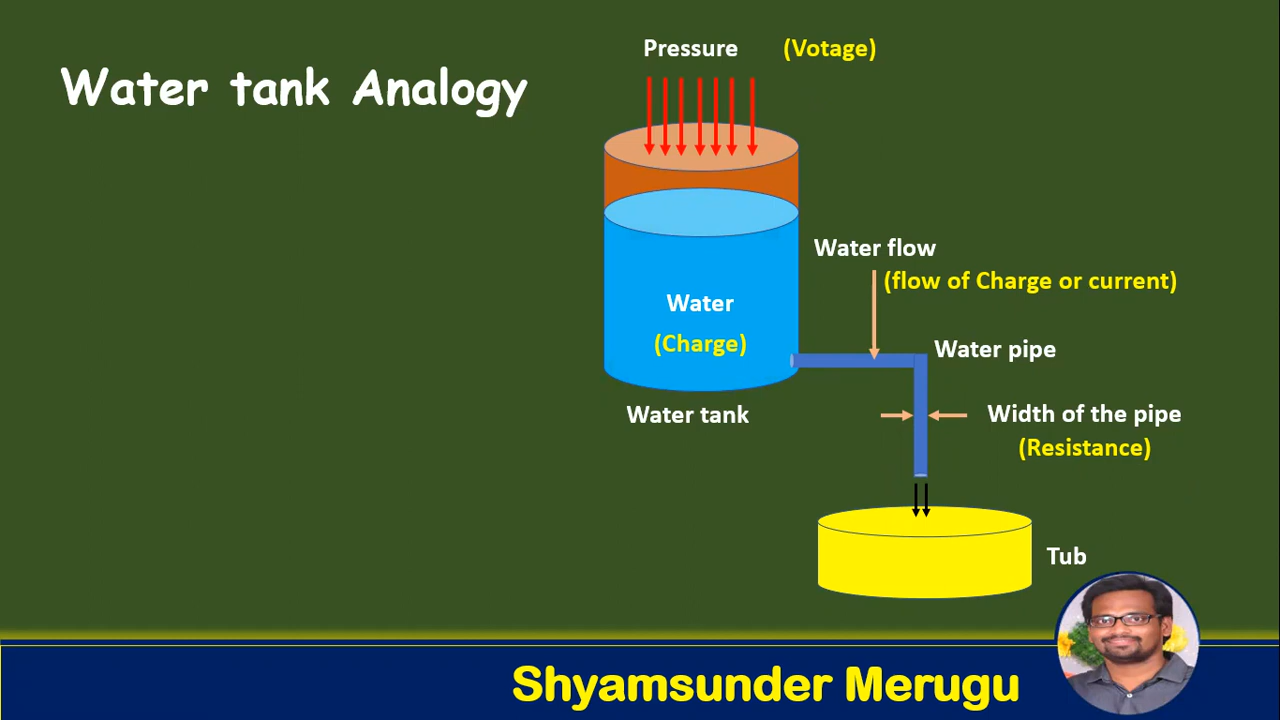 Water tank Analogy
Pressure (Votage)
Water flow
(flow of Charge or current)
Water
(Charge)
Water pipe
Water tank
Width of the pipe
(Resistance)
Tub
Shyamsunder Merugu